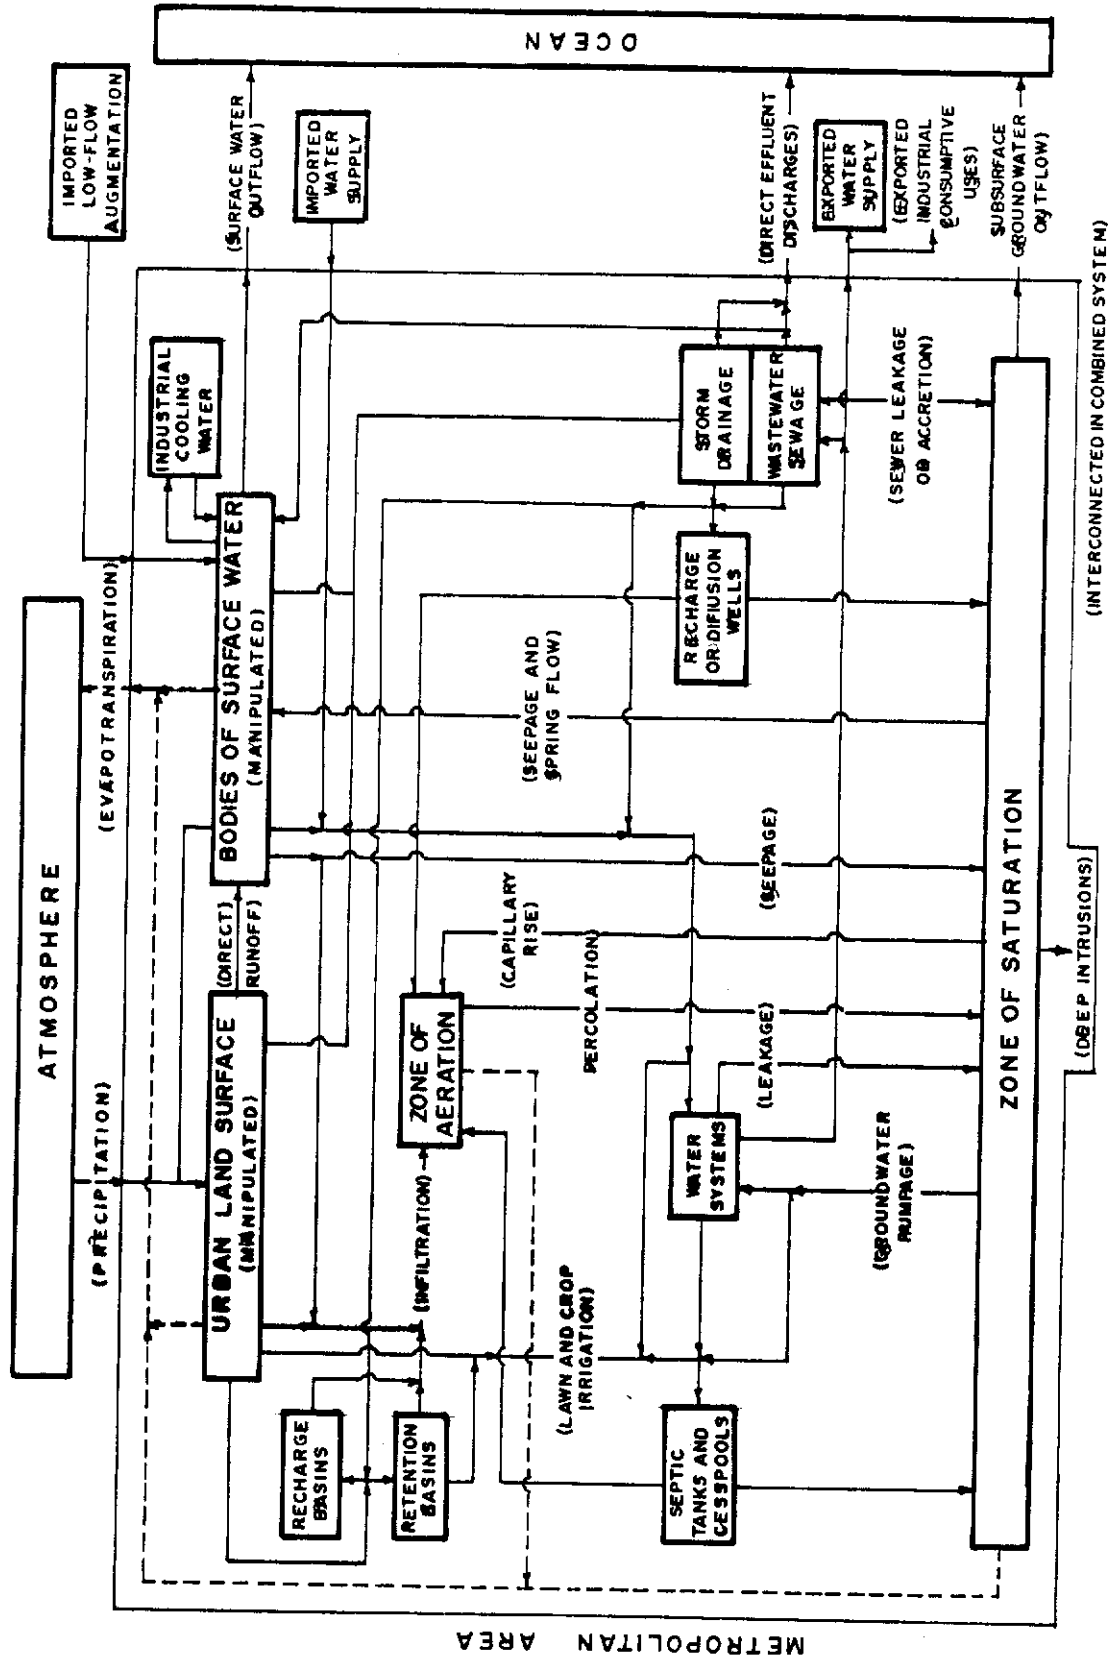 ATMOSPHERE
(PRECIPITATION)
(EVAPOTRANSPIRATION)
IMPORTED
LOW-FLOW
AUGMENTATION
URBAN LAND SURFACE
(MANIPULATED)
(DIRECT
RUNOFF)
BODIES OF SURFACE WATER
(MANIPULATED)
INDUSTRIAL
COOLING
WATER
(SURFACE WATER
OUTFLOW)
OCEAN
IMPORTED
WATER
SUPPLY
RECHARGE
BASINS
RETENTION
BASINS
(INFILTRATION)
ZONE OF
AERATION
(CAPILLARY
RISE)
(SEEPAGE AND
SPRING FLOW)
PERCOLATION)
(LAWN AND CROP
IRRIGATION)
SEPTIC
TANKS AND
CESSPOOLS
WATER
SYSTEMS
(LEAKAGE)
(SEEPAGE)
RECHARGE
OR DIFIUSION
WELLS
STORM
DRAINAGE
WASTEWATER
SEWAGE
(DIRECT EFFLUENT
DISCHARGES)
EXPORTED
WATER
SUPPLY
(EXPORTED
INDUSTRIAL
CONSUMPTIVE
USES)
(GROUNDWATER
PUMPAGE
(SEWER LEAKAGE
OR ACCRETION)
SUBSURFACE
GROUNDWATER
OUTFLOW)
ZONE OF SATURATION
(DEEP INTRUSIONS)
(INTERCONNECTED IN COMBINED SYSTEM)
METROPOLITAN AREA